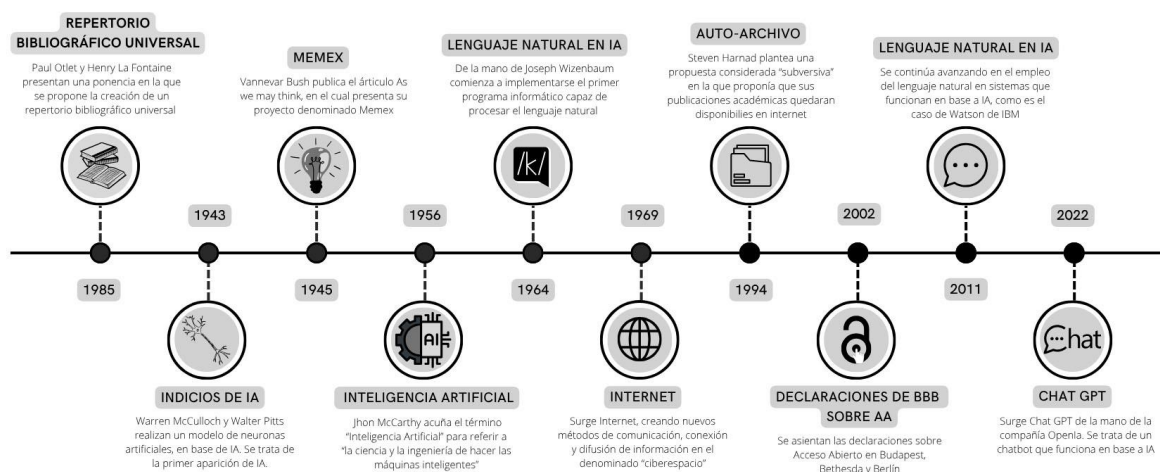 REPERTORIO
BIBLIOGRÁFICO UNIVERSAL
Paul Otlet y Henry La Fontaine
presentan una ponencia en la que
se propone la creación de un
repertorio bibliográfico universal
1985
1943
INDICIOS DE IA
Warren McCulloch y Walter Pitts
realizan un modelo de neuronas
artificiales, en base de IA. Se trata de
la primer aparición de IA.
MEMEX
Vannevar Bush publica el árticulo As
we may think, en el cual presenta su
proyecto denominado Memex
1945
1956
AI
INTELIGENCIA ARTIFICIAL
Jhon McCarthy acuña el término
"Inteligencia Artificial" para referir a
"la ciencia y la ingeniería de hacer las
máquinas inteligentes"
LENGUAJE NATURAL EN IA
De la mano de Joseph Wizenbaum
comienza a implementarse el primer
programa informático capaz de
procesar el lenguaje natural
/k/
1964
1969
INTERNET
Surge Internet, creando nuevos
métodos de comunicación, conexión
y difusión de información en el
denominado "ciberespacio"
AUTO-ARCHIVO
Steven Harnad plantea una
propuesta considerada "subversiva"
en la que proponía que sus
publicaciones académicas quedaran
disponibilies en internet
1994
2002
DECLARACIONES DE BBB
SOBRE AA
Se asientan las declaraciones sobre
Acceso Abierto en Budapest,
Bethesda y Berlín
LENGUAJE NATURAL EN IA
Se continúa avanzando en el empleo
del lenguaje natural en sistemas que
funcionan en base a IA, como es el
caso de Watson de IBM
2011
2022
Chat
CHAT GPT
Surge Chat GPT de la mano de la
compañía OpenIa. Se trata de un
chatbot que funciona en base a IA